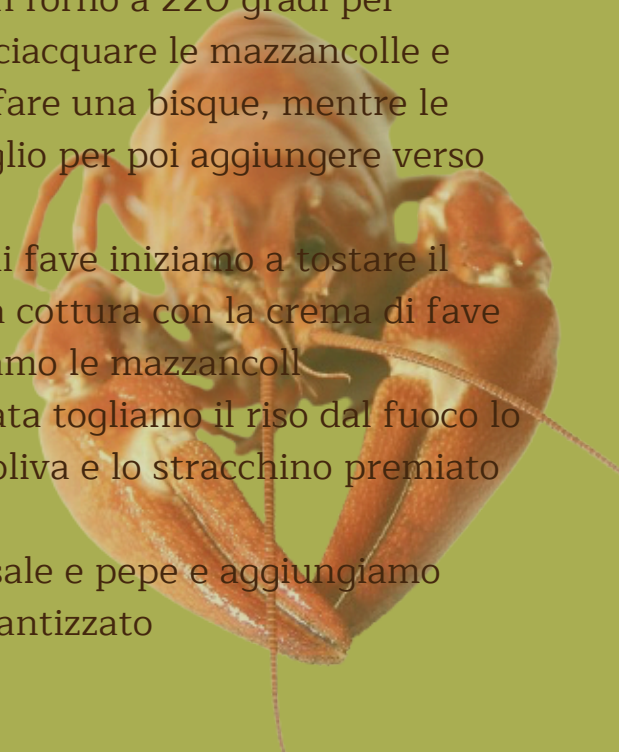 n forno a 220 gradi per
ciacquare le mazzancolle e
fare una bisque, mentre le
glio per poi aggiungere verso
i fave iniziamo a tostare il
cottura con la crema di fave
mo le mazzancoll
ata togliamo il riso dal fuoco lo
oliva e lo stracchino premiato
sale e pepe e aggiungiamo
antizzato